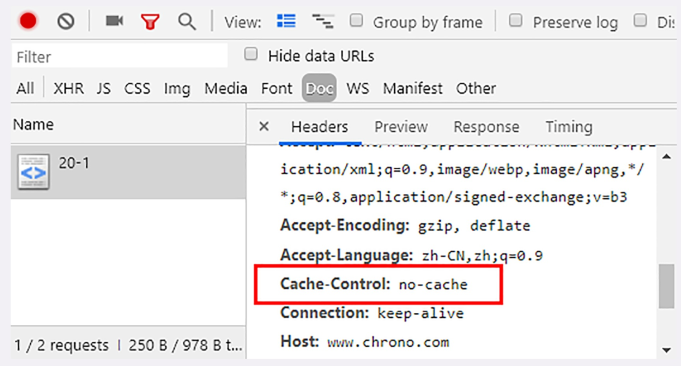 View: Group by frame Preserve log Dis
Filter Hide data URLs
All XHR JS CSS Img Media Font Doc WS Manifest Other
Name
× Headers Preview Response Timing
20-1
ication/xml;q=0.9,image/webp,image/apng,*/
*;q=0.8,application/signed-exchange;v=b3
Accept-Encoding: gzip, deflate
Accept-Language: zh-CN,zh;q=0.9
Cache-Control: no-cache
Connection: keep-alive
Host: www.chrono.com
1 / 2 requests | 250 B / 978 B t...